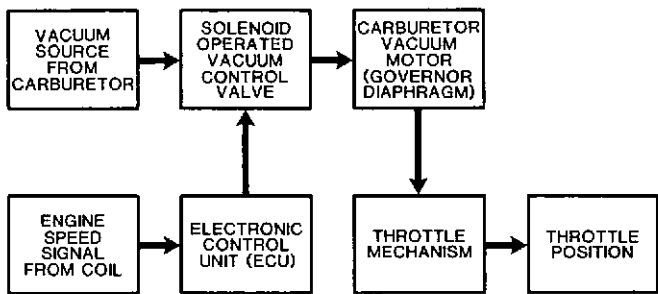 VACUUM
SOURCE
FROM
CARBURETOR
SOLENOID
OPERATED
VACUUM
CONTROL
VALVE
CARBURETOR
VACUUM
MOTOR
(GOVERNOR
DIAPHRAGM)
ENGINE
SPEED
SIGNAL
FROM COIL
ELECTRONIC
CONTROL
UNIT (ECU)
THROTTLE
MECHANISM
THROTTLE
POSITION